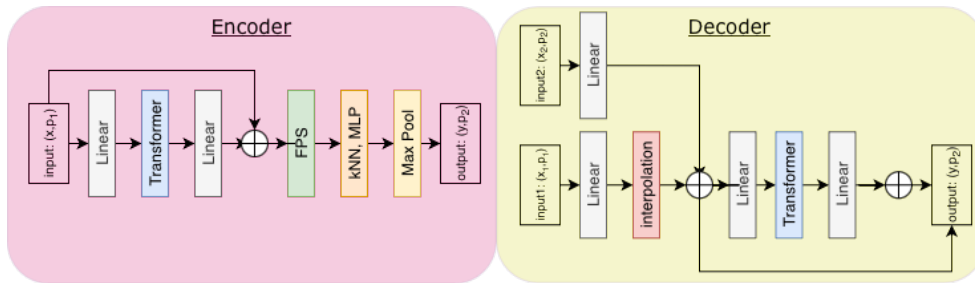 Encoder
input: (x,p1)
Linear
Transformer
Linear
FPS
kNN, MLP
Max Pool
output: (y,p2)
Decoder
input2: (x2,p2)
Linear
input1: (x1,p1)
Linear
interpolation
Linear
Transformer
Linear
output: (y,p2)